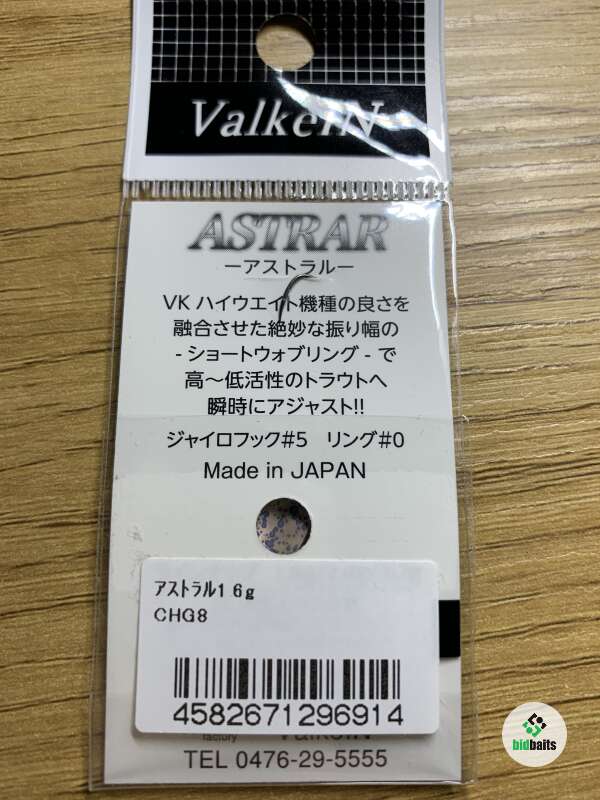 ValkeIN
ASTRAR
－アストラル－
VK ハイウエイト機種の良さを
融合させた絶妙な振り幅の
- ショートウォブリング - で
高～低活性のトラウトへ
瞬時にアジャスト!!
ジャイロフック#5　リング#0
Made in JAPAN
ｱｽﾄﾗﾙ1 6g
CHG8
4582671296914
factory ValkeIN
TEL 0476-29-5555
bidbaits